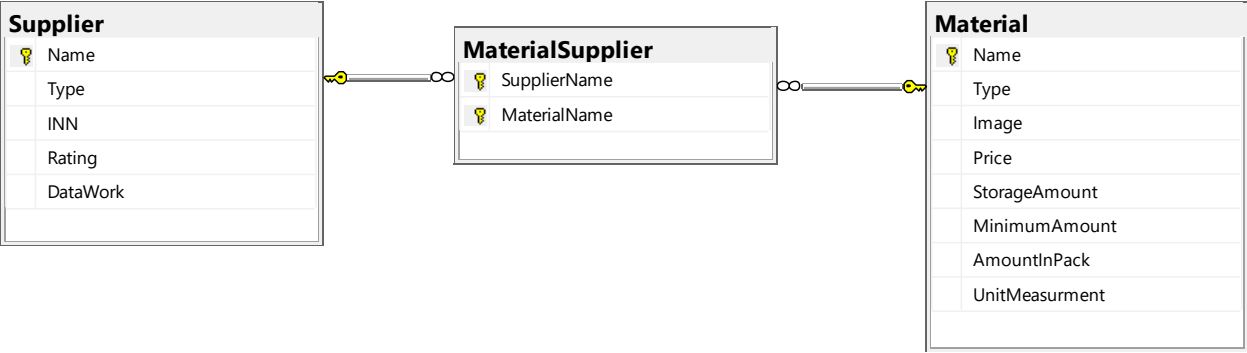 Supplier
Name
Type
INN
Rating
DataWork
MaterialSupplier
SupplierName
MaterialName
Material
Name
Type
Image
Price
StorageAmount
MinimumAmount
AmountInPack
UnitMeasurment